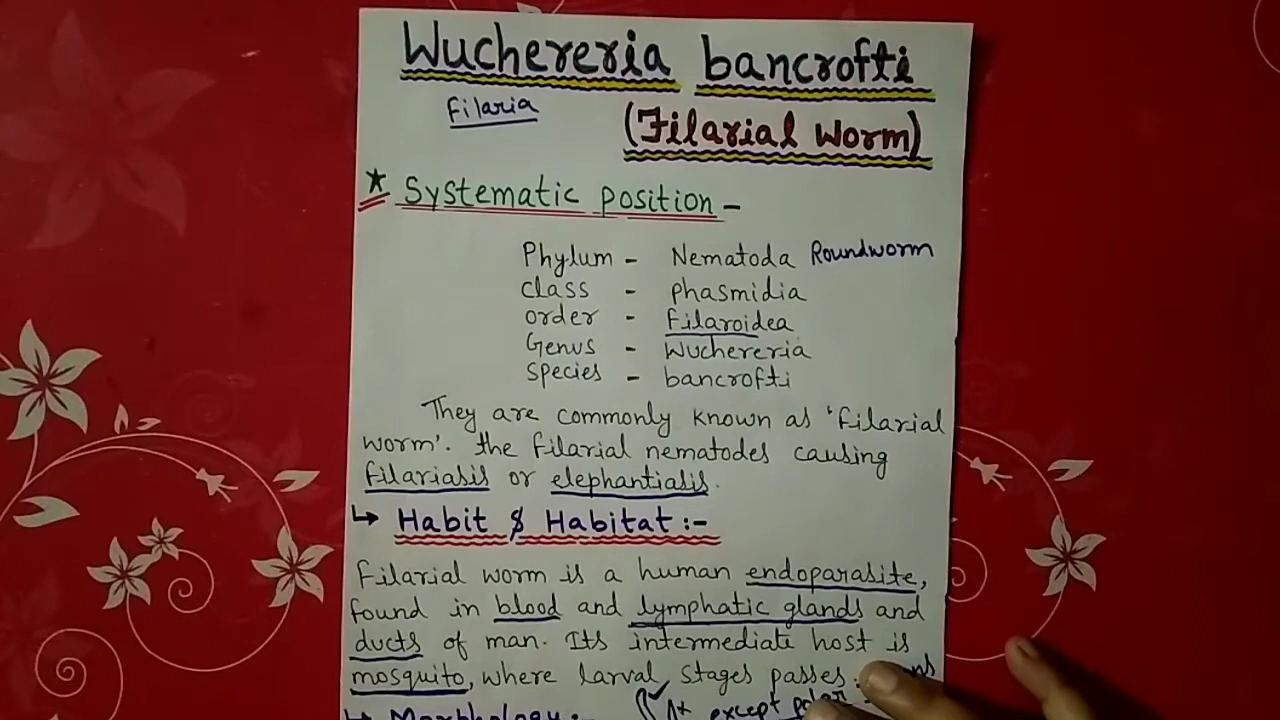 Wuchereria bancrofti
Filaria
(Filarial Worm)
* Systematic position -
Phylum - Nematoda Roundworm
class - phasmidia
order - Filaroidea
Genus - Wuchereria
species - bancrofti
They are commonly known as 'Filarial
worm'. the filarial nematodes causing
filariasis or elephantiasis.
↳ Habit & Habitat :-
Filarial worm is a human endoparasite,
found in blood and lymphatic glands and
ducts of man. Its intermediate host is
mosquito, where larval stages passes.
↳ Morphology :- except polar